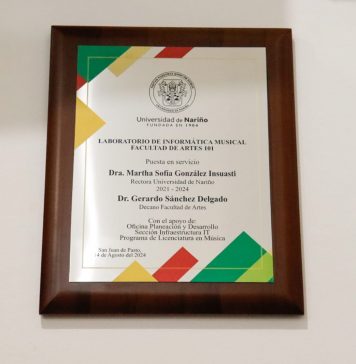 Universidad de Nariño
FUNDADA EN 1904
LABORATORIO DE INFORMÁTICA MUSICAL
FACULTAD DE ARTES 101
Puesta en servicio
Dra. Martha Sofía González Insuasti
Rectora Universidad de Nariño
2021 - 2024
Dr. Gerardo Sánchez Delgado
Decano Facultad de Artes
Con el apoyo de:
Oficina Planeación y Desarrollo
Sección Infraestructura IT
Programa de Licenciatura en Música
San Juan de Pasto,
14 de Agosto del 2024